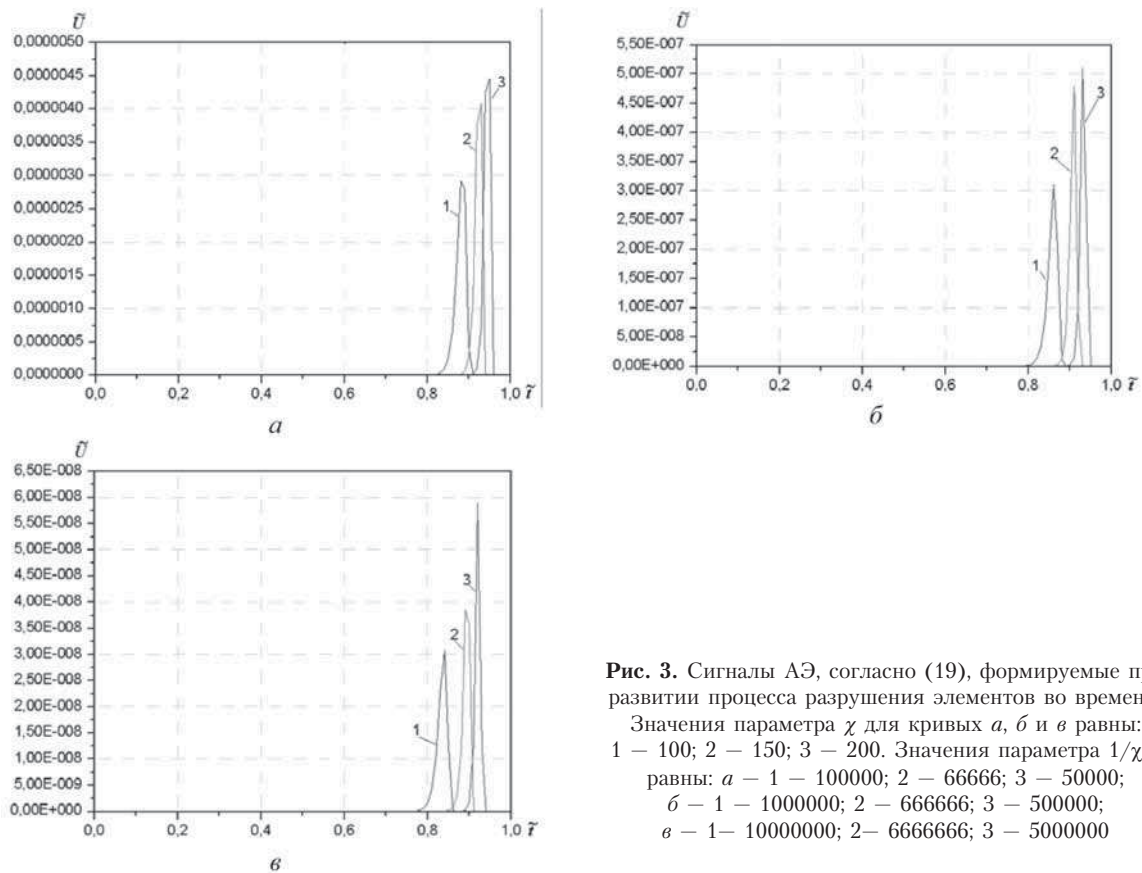 Ũ
0,0000050
0,0000045
0,0000040
0,0000035
0,0000030
0,0000025
0,0000020
0,0000015
0,0000010
0,0000005
0,0000000
1
2
3
0,0 0,2 0,4 0,6 0,8 1,0 t̃
а
Ũ
5,50E-007
5,00E-007
4,50E-007
4,00E-007
3,50E-007
3,00E-007
2,50E-007
2,00E-007
1,50E-007
1,00E-007
5,00E-008
0,00E+000
1
2
3
0,0 0,2 0,4 0,6 0,8 1,0 t̃
б
Ũ
6,50E-008
6,00E-008
5,50E-008
5,00E-008
4,50E-008
4,00E-008
3,50E-008
3,00E-008
2,50E-008
2,00E-008
1,50E-008
1,00E-008
5,00E-009
0,00E+000
1
2
3
0,0 0,2 0,4 0,6 0,8 1,0 t̃
в
Рис. 3. Сигналы АЭ, согласно (19), формируемые
развитии процесса разрушения элементов во
Значения параметра χ для кривых а, б и в равны:
1 — 100; 2 — 150; 3 — 200. Значения параметра 1/χ
равны: а — 1 — 100000; 2 — 66666; 3 — 50000;
б — 1 — 1000000; 2 — 666666; 3 — 500000;
в — 1— 10000000; 2— 6666666; 3 — 5000000